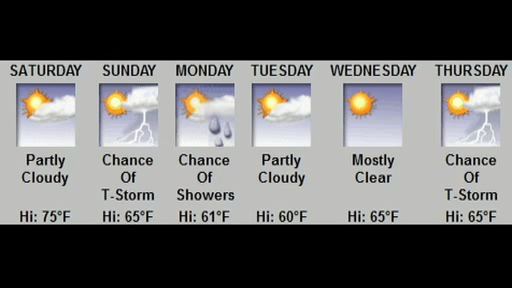 SATURDAY SUNDAY MONDAY TUESDAY WEDNESDAY THURSDAY
Partly Chance Chance Partly Mostly Chance
Cloudy Of Of Cloudy Clear Of
T-Storm Showers T-Storm
Hi: 75°F Hi: 65°F Hi: 61°F Hi: 60°F Hi: 65°F Hi: 65°F